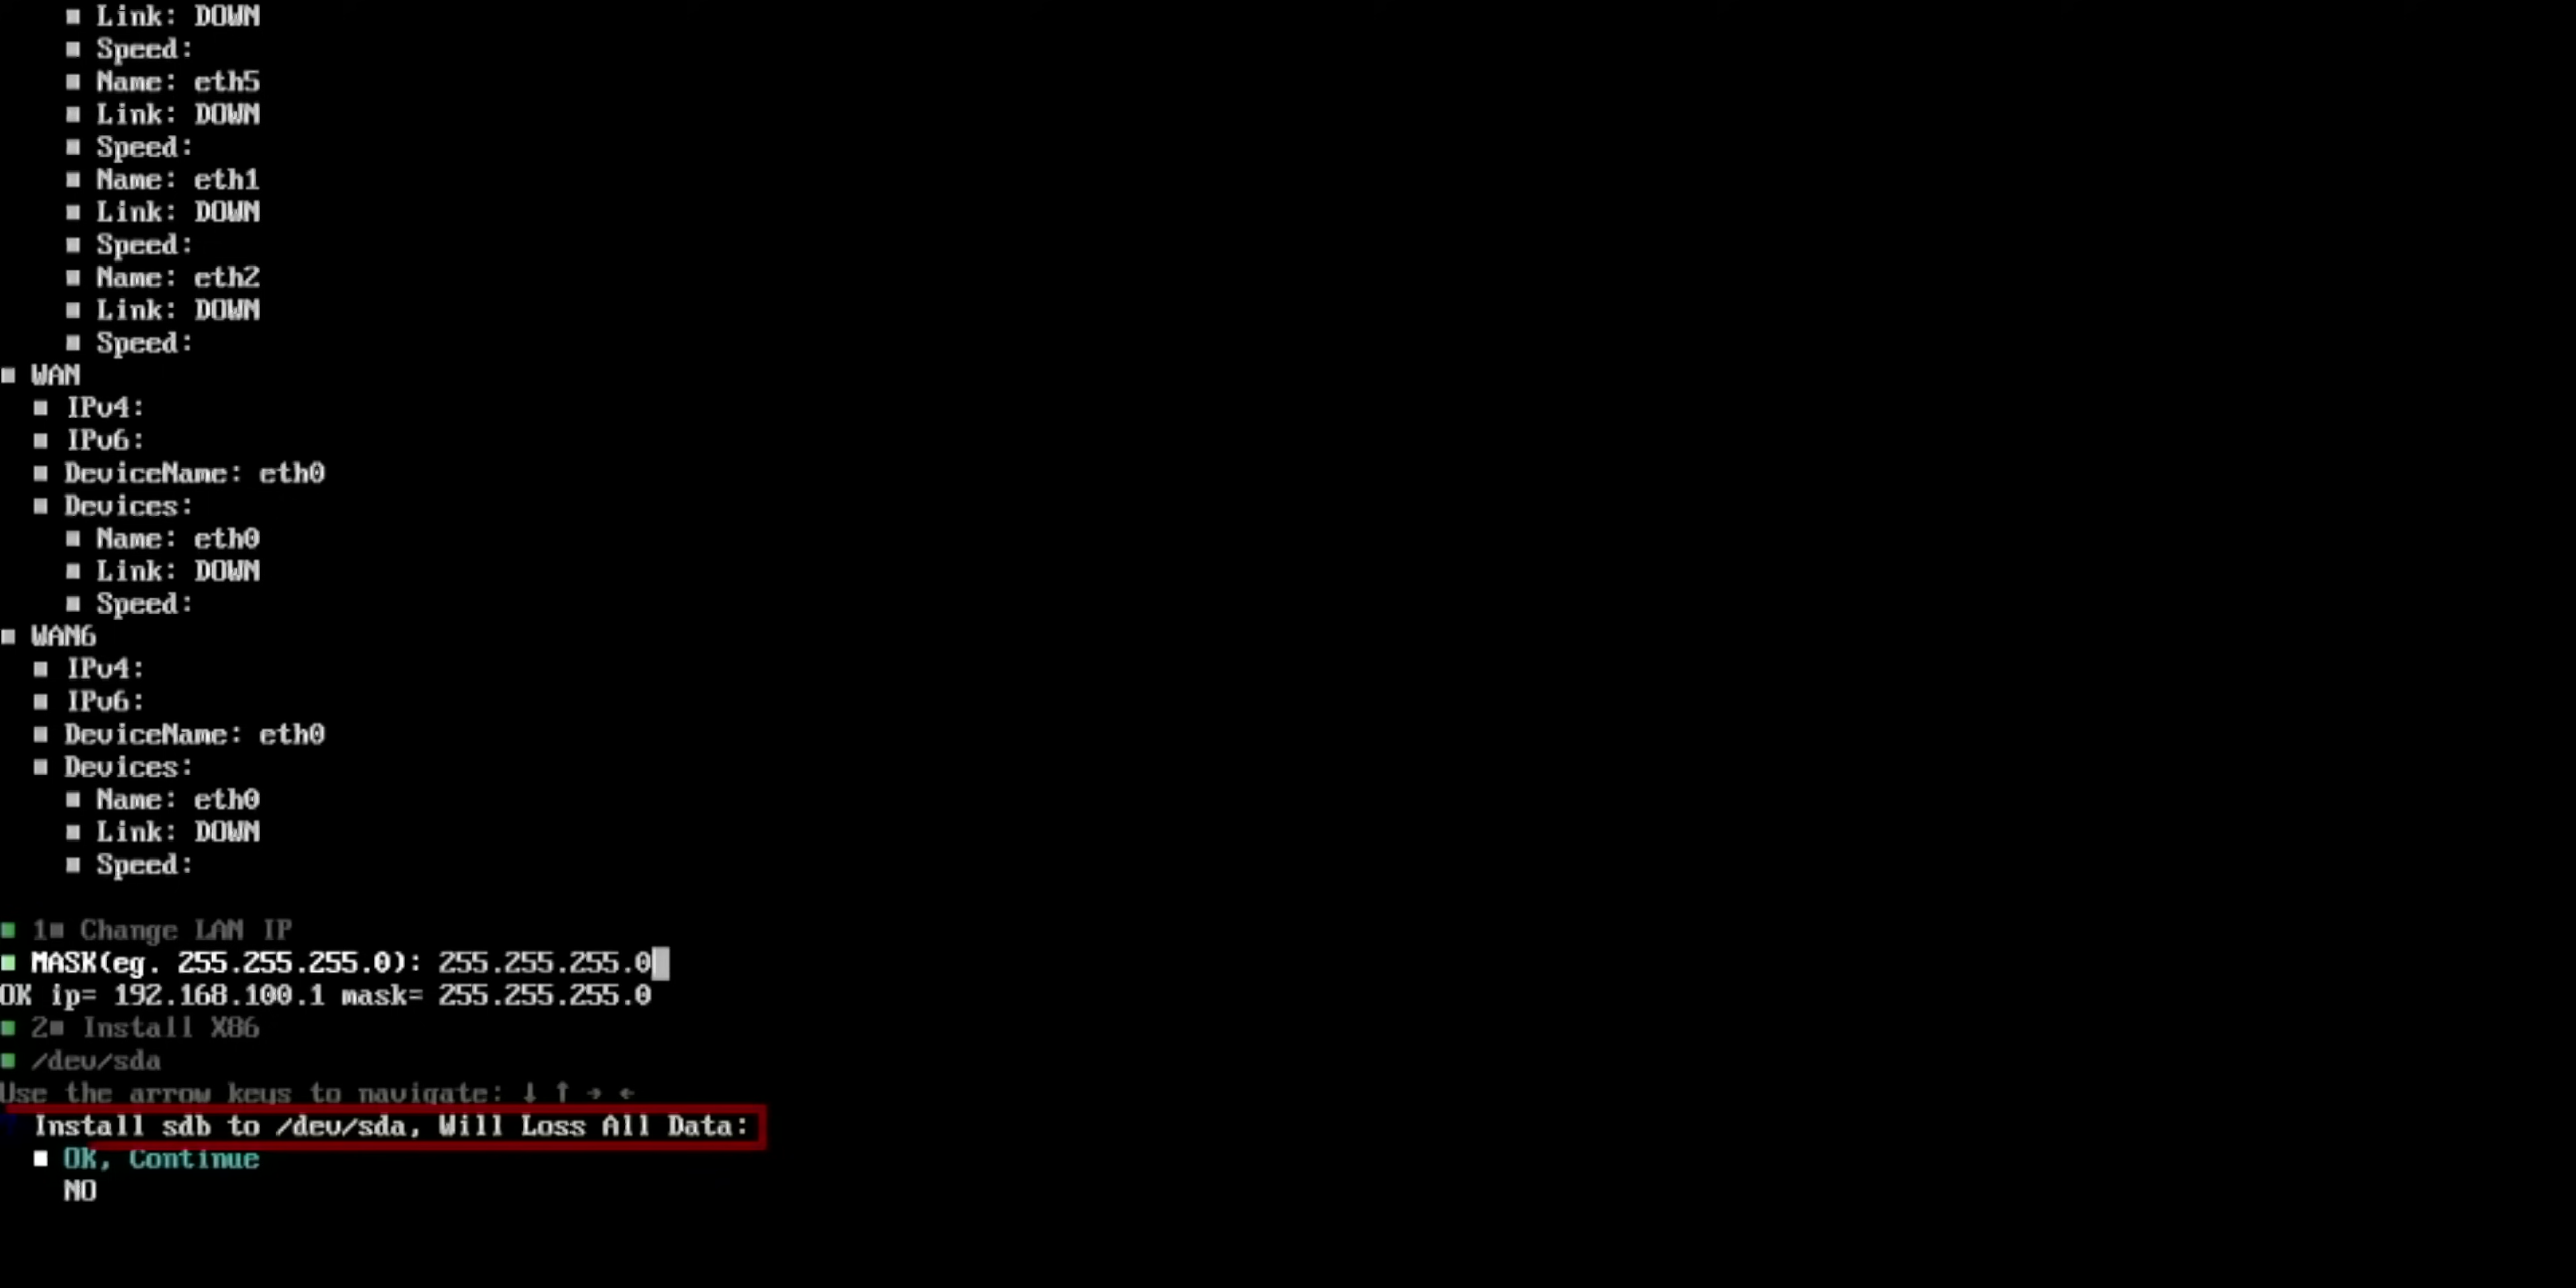 Link: DOWN
Speed:
Name: eth5
Link: DOWN
Speed:
Name: eth1
Link: DOWN
Speed:
Name: eth2
Link: DOWN
Speed:
WAN
IPv4:
IPv6:
DeviceName: eth0
Devices:
Name: eth0
Link: DOWN
Speed:
WAN6
IPv4:
IPv6:
DeviceName: eth0
Devices:
Name: eth0
Link: DOWN
Speed:
1■ Change LAN IP
MASK(eg. 255.255.255.0): 255.255.255.0
OK ip= 192.168.100.1 mask= 255.255.255.0
2■ Install X86
/dev/sda
Use the arrow keys to navigate: ↓ ↑ → ←
? Install sdb to /dev/sda, Will Loss All Data:
OK, Continue
NO